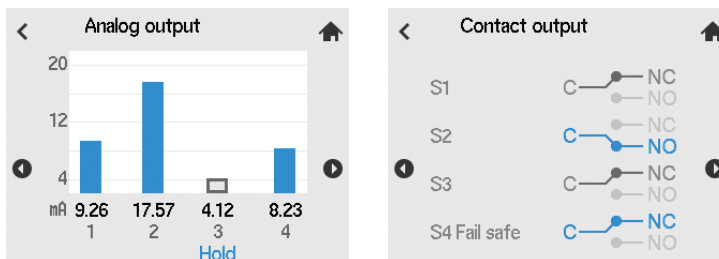 Analog output
20
12
4
mA 9.26 17.57 4.12 8.23
1 2 3 4
Hold
Contact output
S1 C NC
NO
S2 C NC
NO
S3 C NC
NO
S4 Fail safe C NC
NO